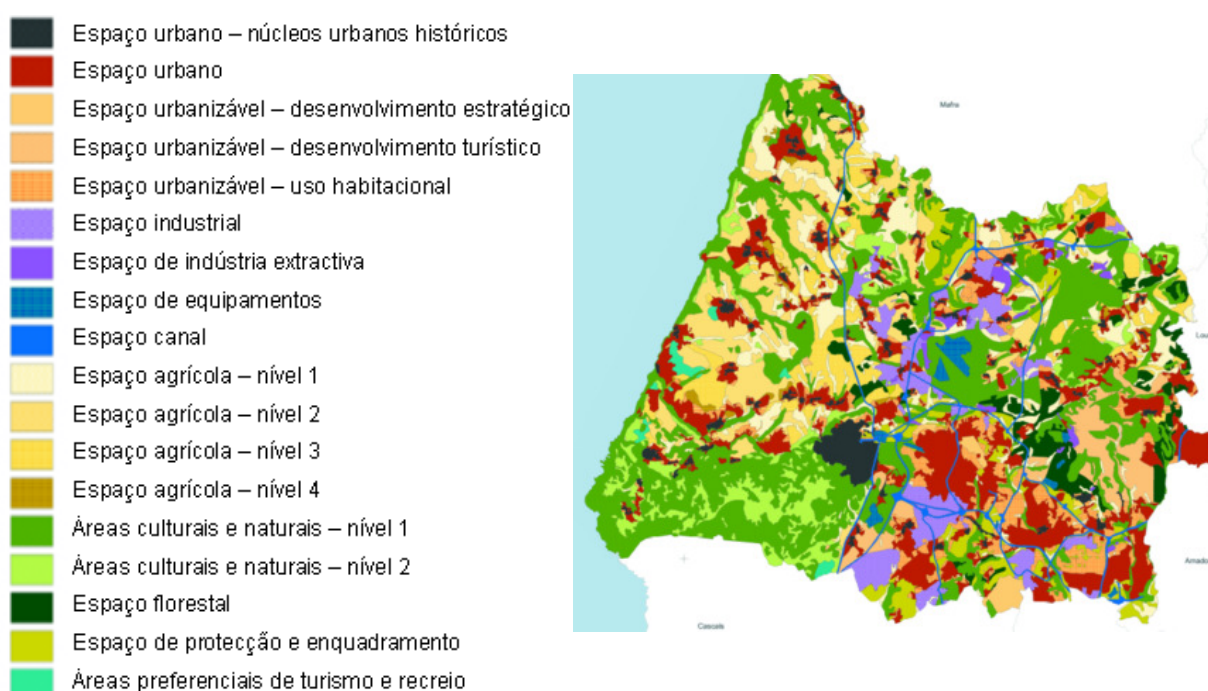 Espaço urbano – núcleos urbanos históricos
Espaço urbano
Espaço urbanizável – desenvolvimento estratégico
Espaço urbanizável – desenvolvimento turístico
Espaço urbanizável – uso habitacional
Espaço industrial
Espaço de indústria extractiva
Espaço de equipamentos
Espaço canal
Espaço agrícola – nível 1
Espaço agrícola – nível 2
Espaço agrícola – nível 3
Espaço agrícola – nível 4
Áreas culturais e naturais – nível 1
Áreas culturais e naturais – nível 2
Espaço florestal
Espaço de protecção e enquadramento
Áreas preferenciais de turismo e recreio
Mafra
Lou
Amado
Cascais